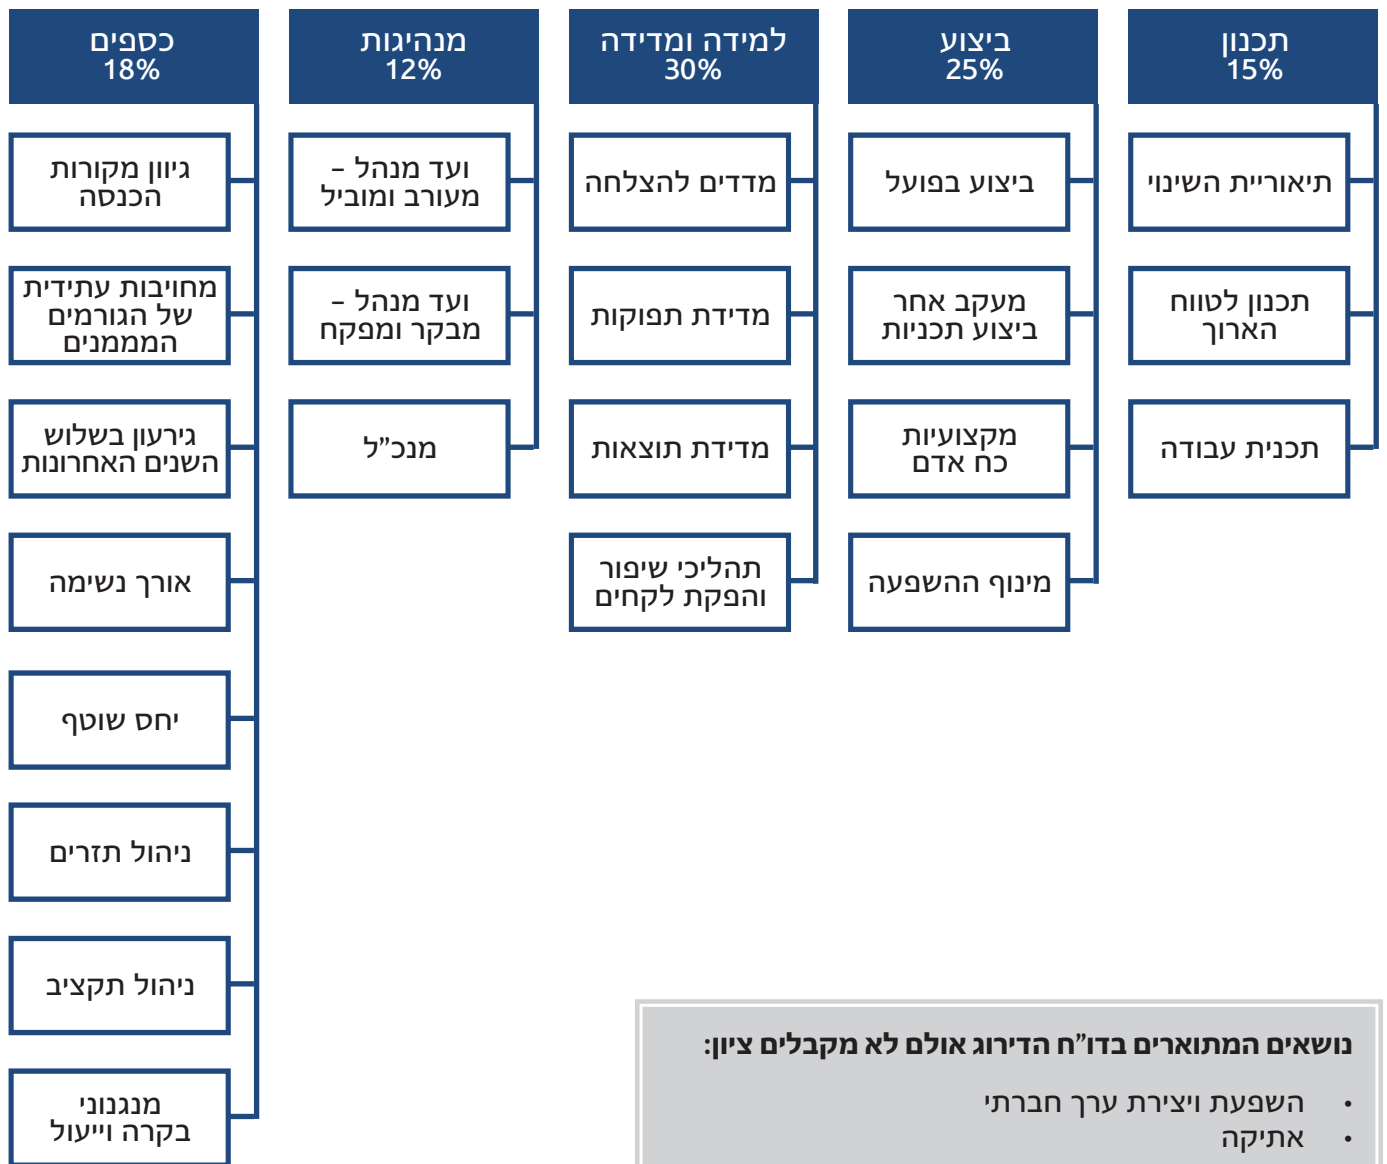 תכנון
15%
תיאוריית השינוי
תכנון לטווח
הארוך
תכנית עבודה
ביצוע
25%
ביצוע בפועל
מעקב אחר
ביצוע תכניות
מקצועיות
כח אדם
מינוף ההשפעה
למידה ומדידה
30%
מדדים להצלחה
מדידת תפוקות
מדידת תוצאות
תהליכי שיפור
והפקת לקחים
מנהיגות
12%
ועד מנהל –
מעורב ומוביל
ועד מנהל –
מבקר ומפקח
מנכ"ל
כספים
18%
גיוון מקורות
הכנסה
מחויבות עתידית
של הגורמים
המממנים
גירעון בשלוש
השנים האחרונות
אורך נשימה
יחס שוטף
ניהול תזרים
ניהול תקציב
מנגנוני
בקרה וייעול
נושאים המתוארים בדו"ח הדירוג אולם לא מקבלים ציון:
• השפעת ויצירת ערך חברתי
• אתיקה